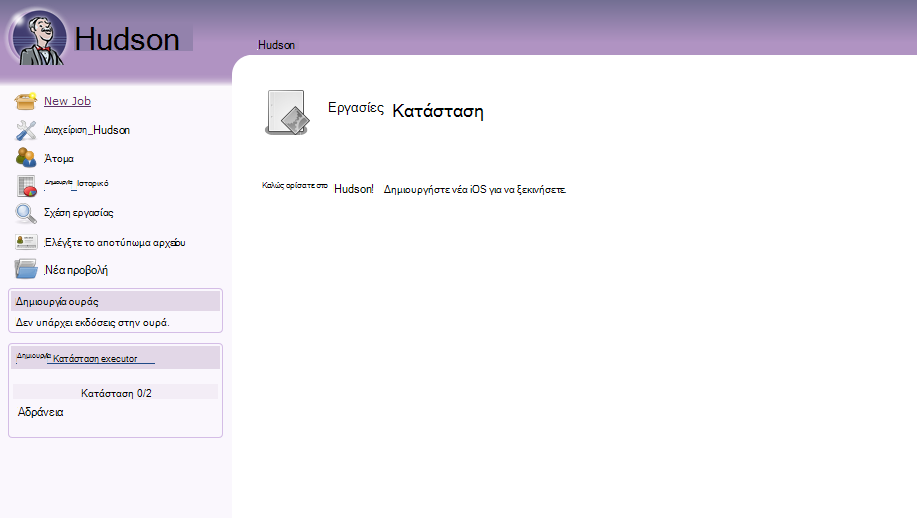 Hudson
Hudson
New Job
Διαχείριση_Hudson
Άτομα
Δημιουργία_Ιστορικό
Σχέση εργασίας
Ελέγξτε το αποτύπωμα αρχείου
Νέα προβολή
Δημιουργία ουράς
Δεν υπάρχει εκδόσεις στην ουρά.
Δημιουργία Κατάσταση executor
Κατάσταση 0/2
Αδράνεια
Εργασίες Κατάσταση
Καλώς ορίσατε στο Hudson! Δημιουργήστε νέα iOS για να ξεκινήσετε.